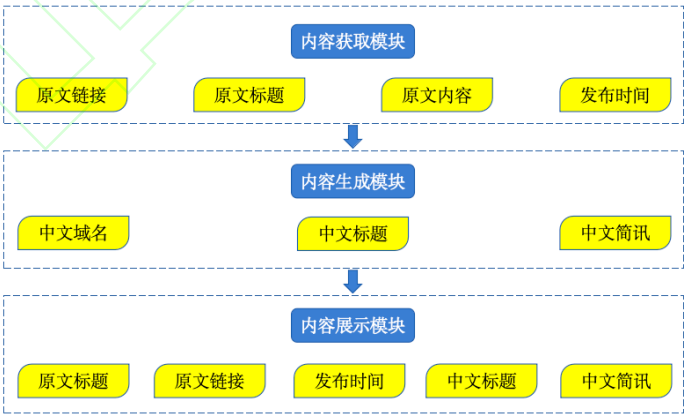 内容获取模块
原文链接 原文标题 原文内容 发布时间
内容生成模块
中文域名 中文标题 中文简讯
内容展示模块
原文标题 原文链接 发布时间 中文标题 中文简讯